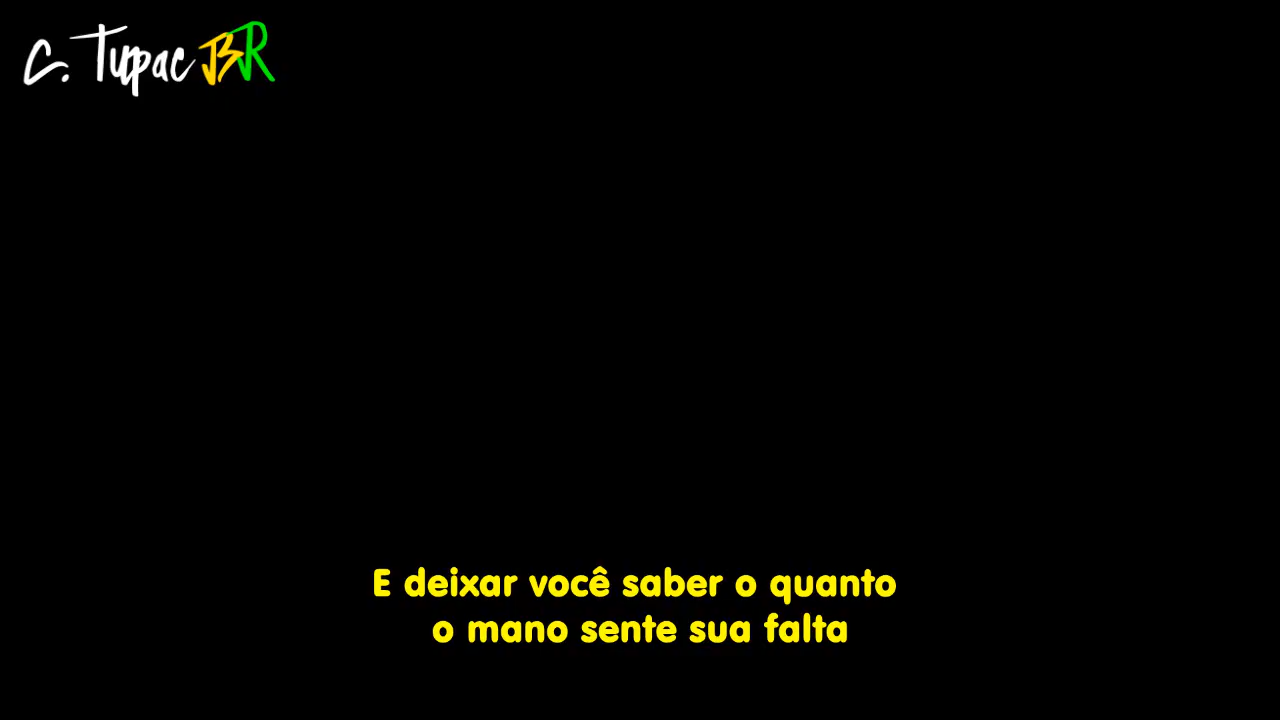 C. Tupac BR
E deixar você saber o quanto
o mano sente sua falta